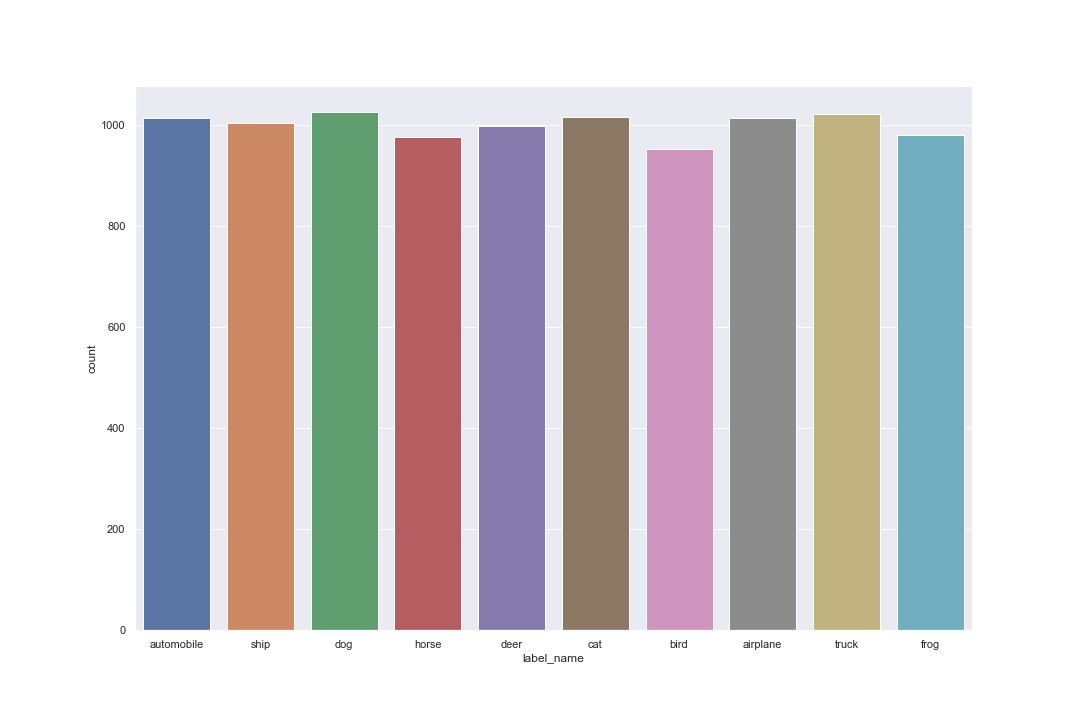 1000
800
600
400
200
0
count
automobile ship dog horse deer cat bird airplane truck frog
label_name